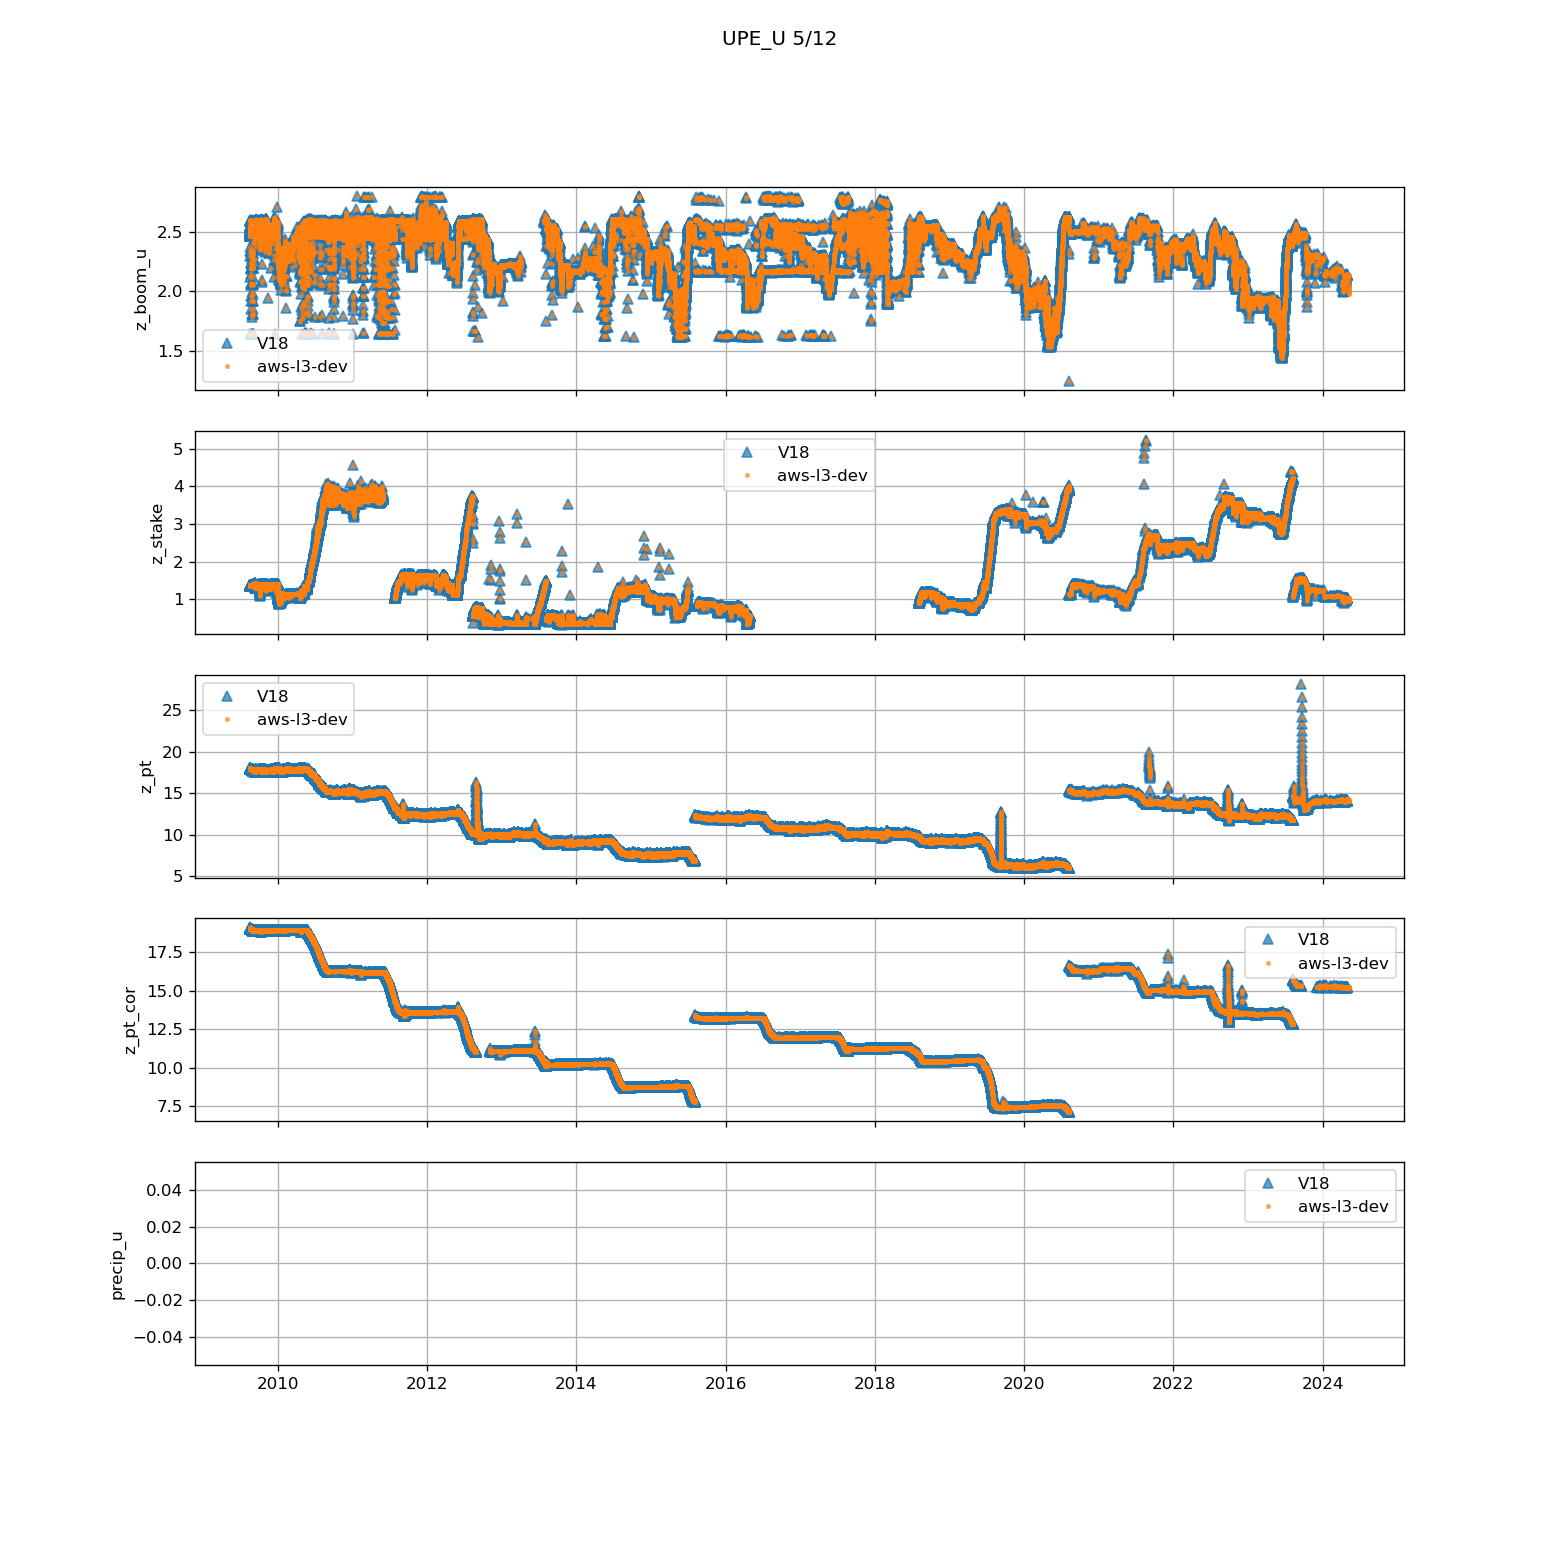 UPE_U 5/12
z_boom_u
2.5
2.0
1.5
V18
aws-l3-dev
z_stake
5
4
3
2
1
V18
aws-l3-dev
z_pt
25
20
15
10
5
V18
aws-l3-dev
z_pt_cor
17.5
15.0
12.5
10.0
7.5
V18
aws-l3-dev
precip_u
0.04
0.02
0.00
−0.02
−0.04
V18
aws-l3-dev
2010 2012 2014 2016 2018 2020 2022 2024